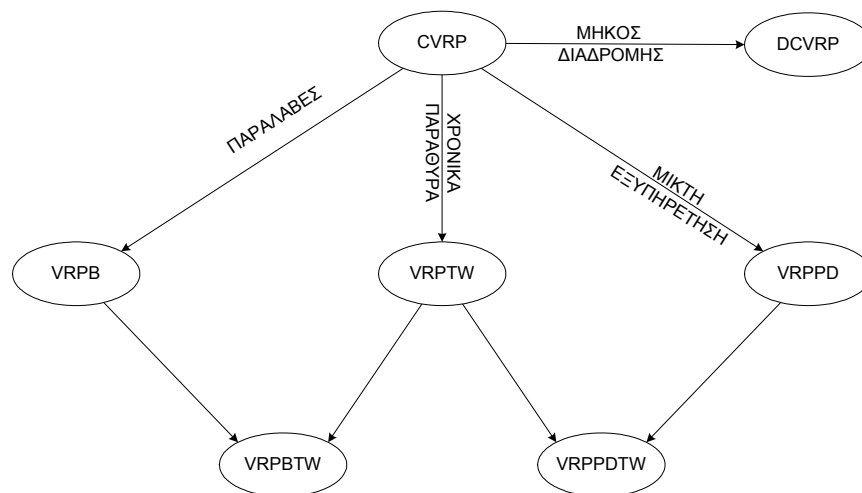 CVRP
ΜΗΚΟΣ
ΔΙΑΔΡΟΜΗΣ
DCVRP
ΠΑΡΑΛΑΒΕΣ
ΧΡΟΝΙΚΑ
ΠΑΡΑΘΥΡΑ
ΜΙΚΤΗ
ΕΞΥΠΗΡΕΤΗΣΗ
VRPB
VRPTW
VRPPD
VRPBTW
VRPPDTW